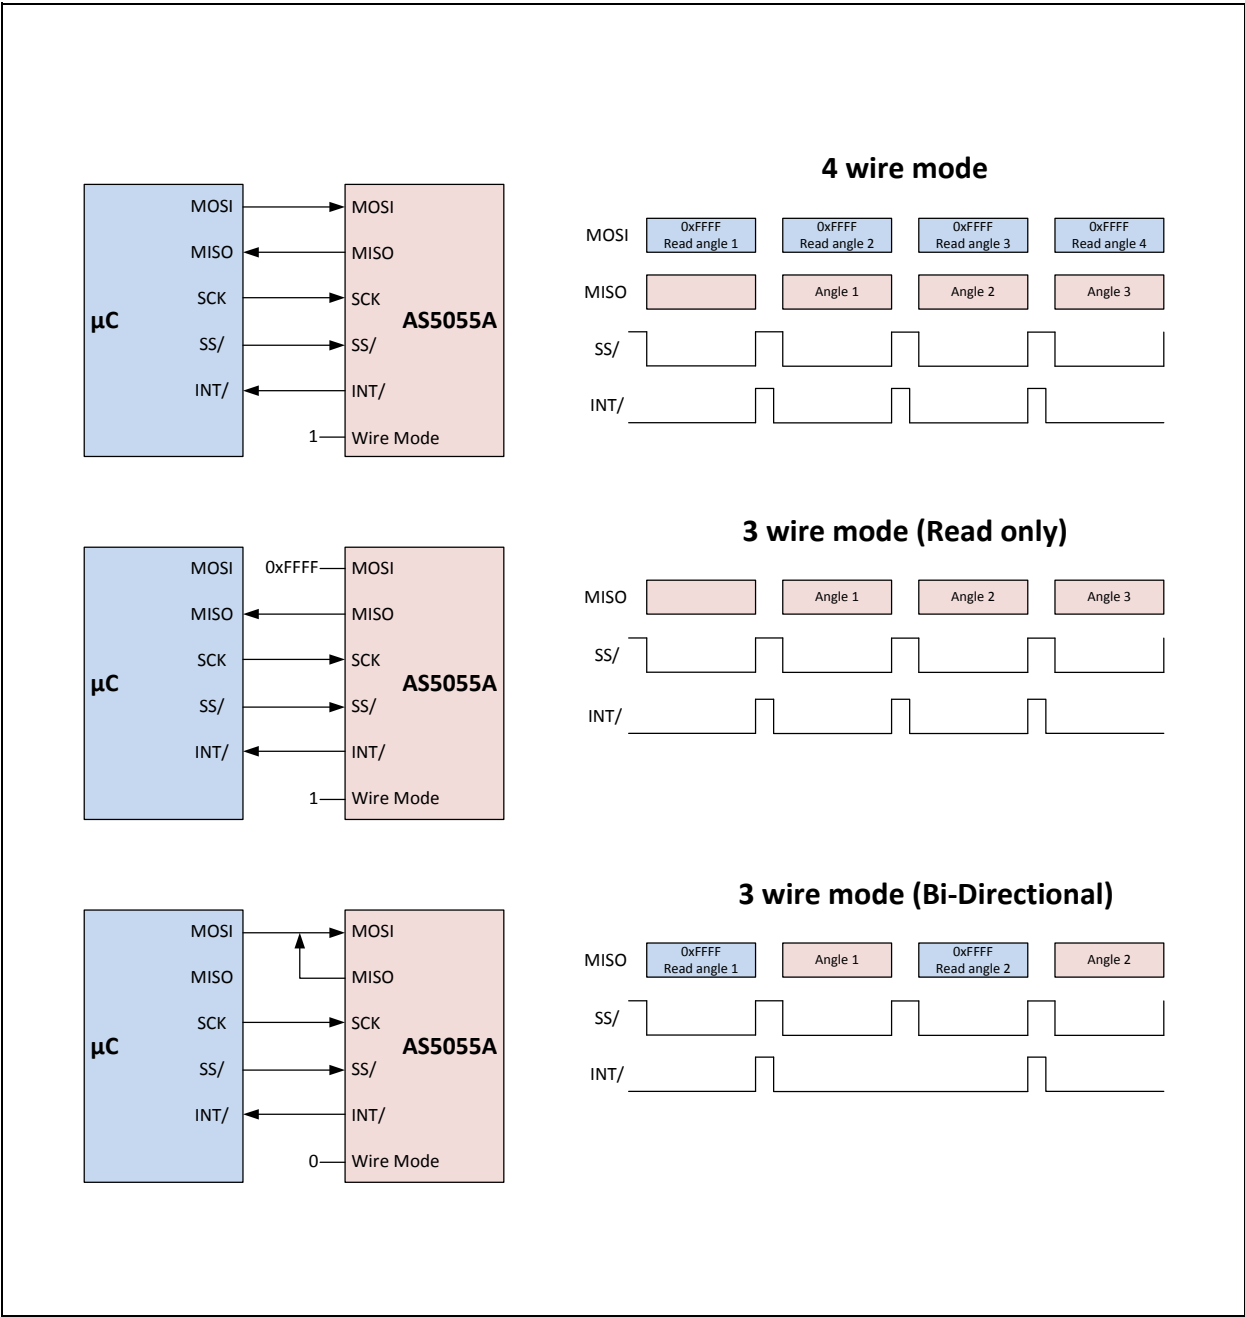 4 wire mode
MOSI
MISO
SCK
SS/
INT/
µC
MOSI
MISO
SCK
SS/
INT/
1
Wire Mode
AS5055A
MOSI
0xFFFF
Read angle 1
0xFFFF
Read angle 2
0xFFFF
Read angle 3
0xFFFF
Read angle 4
MISO
Angle 1
Angle 2
Angle 3
SS/
INT/
3 wire mode (Read only)
MOSI
MISO
SCK
SS/
INT/
µC
0xFFFF
MOSI
MISO
SCK
SS/
INT/
1
Wire Mode
AS5055A
MISO
Angle 1
Angle 2
Angle 3
SS/
INT/
3 wire mode (Bi-Directional)
MOSI
MISO
SCK
SS/
INT/
µC
MOSI
MISO
SCK
SS/
INT/
0
Wire Mode
AS5055A
MISO
0xFFFF
Read angle 1
Angle 1
0xFFFF
Read angle 2
Angle 2
SS/
INT/